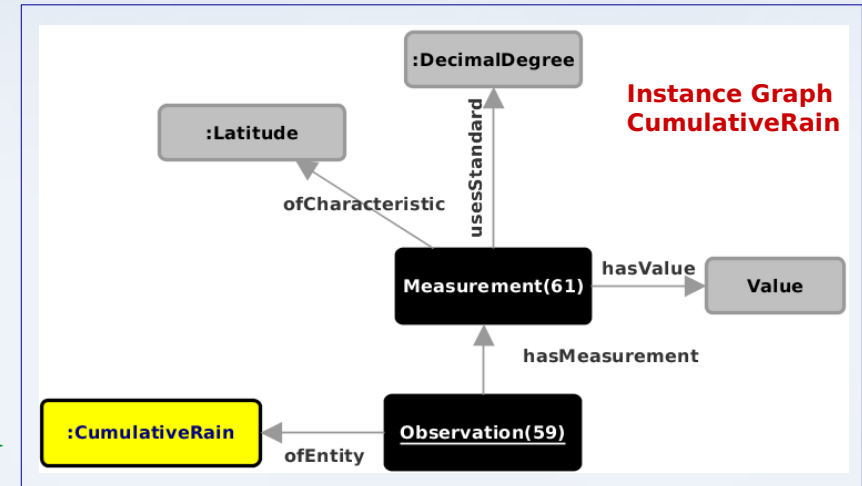 :DecimalDegree
Instance Graph
CumulativeRain
:Latitude
usesStandard
ofCharacteristic
hasValue
Measurement(61)
Value
hasMeasurement
:CumulativeRain
Observation(59)
ofEntity